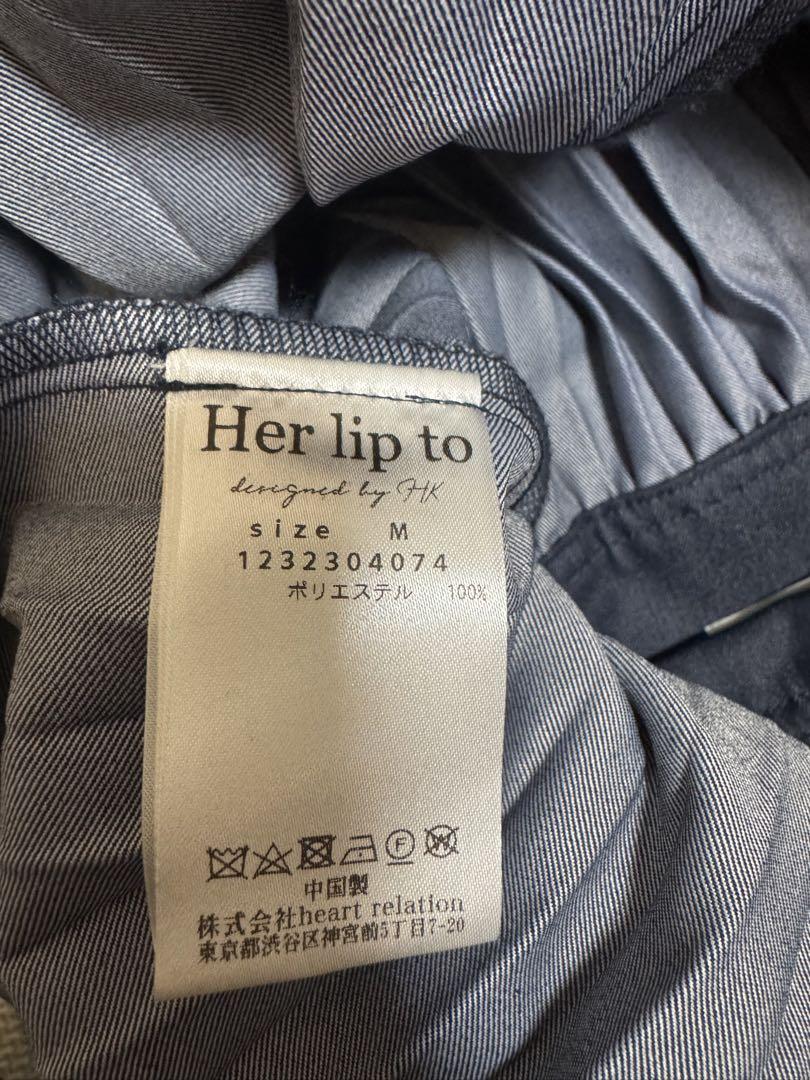 Her lip to
designed by HK
size M
1232304074
ポリエステル 100%
F W
中国製
株式会社heart relation
東京都渋谷区神宮前5丁目7-20